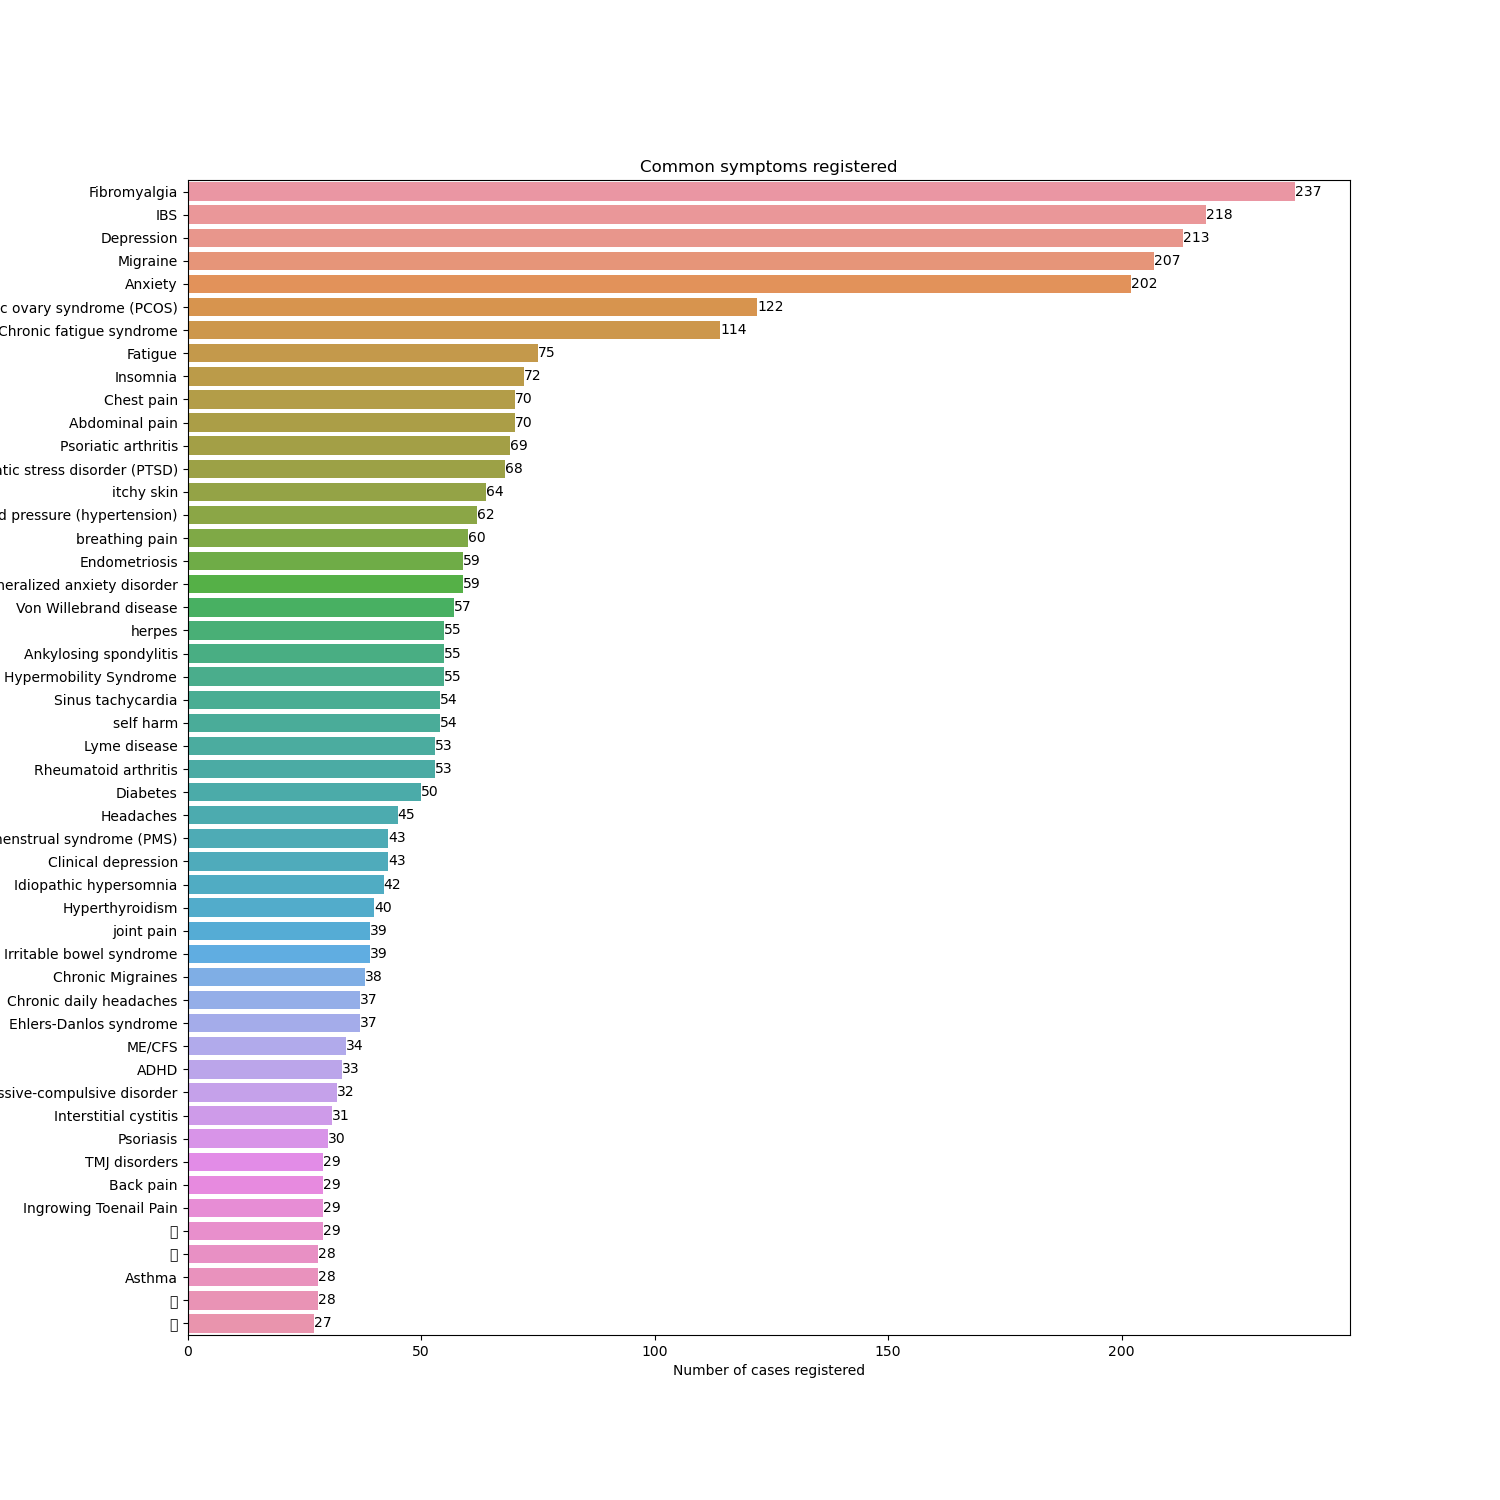 Common symptoms registered
Fibromyalgia 237
IBS 218
Depression 213
Migraine 207
Anxiety 202
c ovary syndrome (PCOS) 122
Chronic fatigue syndrome 114
Fatigue 75
Insomnia 72
Chest pain 70
Abdominal pain 70
Psoriatic arthritis 69
atic stress disorder (PTSD) 68
itchy skin 64
d pressure (hypertension) 62
breathing pain 60
Endometriosis 59
neralized anxiety disorder 59
Von Willebrand disease 57
herpes 55
Ankylosing spondylitis 55
Hypermobility Syndrome 55
Sinus tachycardia 54
self harm 54
Lyme disease 53
Rheumatoid arthritis 53
Diabetes 50
Headaches 45
menstrual syndrome (PMS) 43
Clinical depression 43
Idiopathic hypersomnia 42
Hyperthyroidism 40
joint pain 39
Irritable bowel syndrome 39
Chronic Migraines 38
Chronic daily headaches 37
Ehlers-Danlos syndrome 37
ME/CFS 34
ADHD 33
ssive-compulsive disorder 32
Interstitial cystitis 31
Psoriasis 30
TMJ disorders 29
Back pain 29
Ingrowing Toenail Pain 29
29
28
Asthma 28
28
27
0 50 100 150 200
Number of cases registered